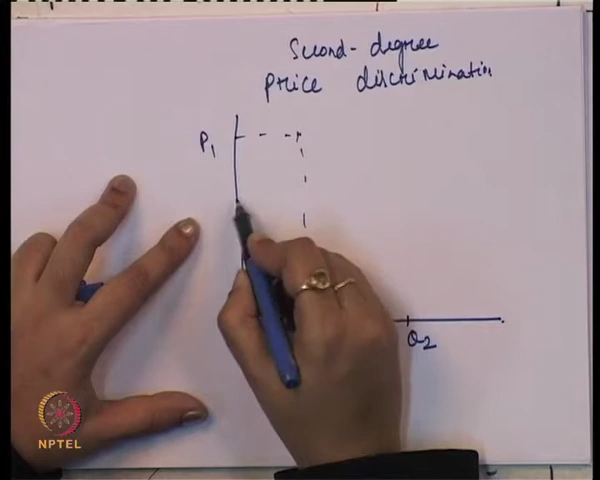 Second-degree
Price discrimination
P1
Q2
NPTEL